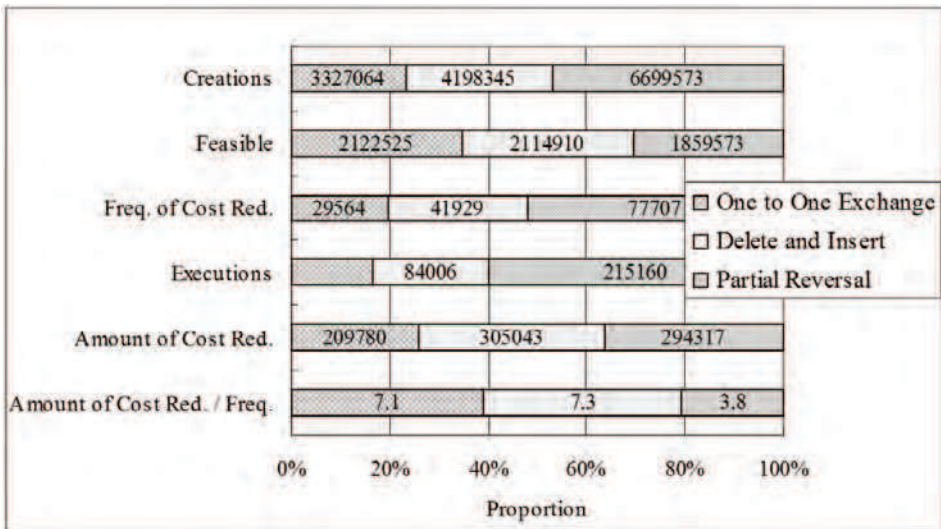 Creations 3327064 4198345 6699573
Feasible 2122525 2114910 1859573
Freq. of Cost Red. 29564 41929 77707
One to One Exchange
Delete and Insert
Partial Reversal
Executions 84006 215160
Amount of Cost Red. 209780 305043 294317
Amount of Cost Red. / Freq. 7.1 7.3 3.8
0% 20% 40% 60% 80% 100%
Proportion